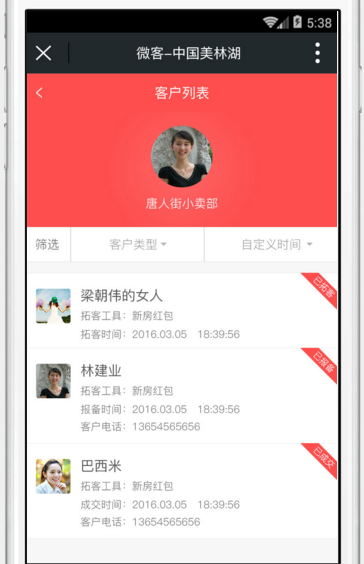 5:38
微客-中国美林湖
客户列表
唐人街小卖部
筛选 客户类型 自定义时间
梁朝伟的女人
已拓客
拓客工具：新房红包
拓客时间：2016.03.05 18:39:56
林建业
已报备
拓客工具：新房红包
报备时间：2016.03.05 18:39:56
客户电话：13654565656
巴西米
已成交
拓客工具：新房红包
成交时间：2016.03.05 18:39:56
客户电话：13654565656